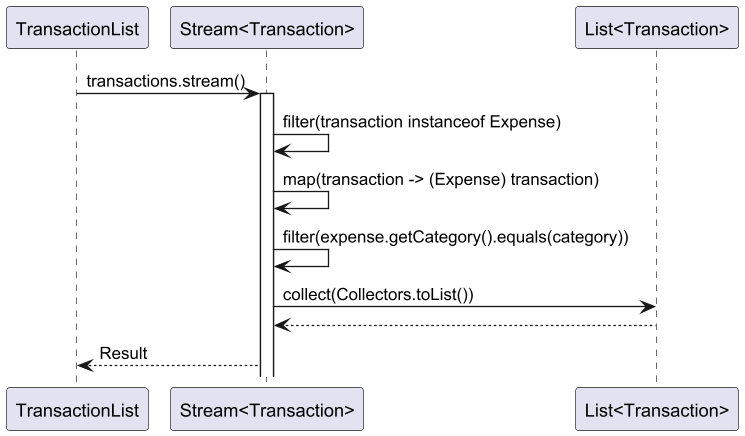 TransactionList
Stream<Transaction>
List<Transaction>
transactions.stream()
filter(transaction instanceof Expense)
map(transaction -> (Expense) transaction)
filter(expense.getCategory().equals(category))
collect(Collectors.toList())
Result
TransactionList
Stream<Transaction>
List<Transaction>